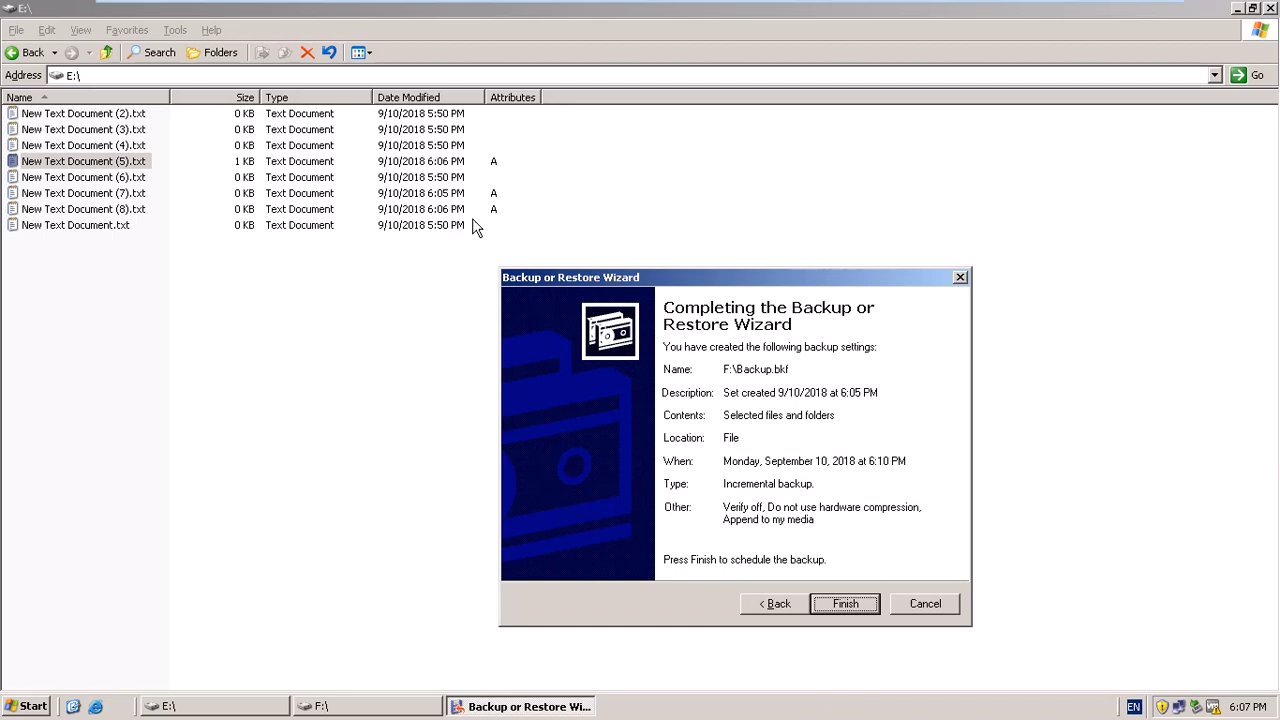 E:\
File Edit View Favorites Tools Help
Back Search Folders
Address E:\ Go
Name Size Type Date Modified Attributes
New Text Document (2).txt 0 KB Text Document 9/10/2018 5:50 PM
New Text Document (3).txt 0 KB Text Document 9/10/2018 5:50 PM
New Text Document (4).txt 0 KB Text Document 9/10/2018 5:50 PM
New Text Document (5).txt 1 KB Text Document 9/10/2018 6:06 PM A
New Text Document (6).txt 0 KB Text Document 9/10/2018 5:50 PM
New Text Document (7).txt 0 KB Text Document 9/10/2018 6:05 PM A
New Text Document (8).txt 0 KB Text Document 9/10/2018 6:06 PM A
New Text Document.txt 0 KB Text Document 9/10/2018 5:50 PM
Backup or Restore Wizard
Completing the Backup or
Restore Wizard
You have created the following backup settings:
Name: F:\Backup.bkf
Description: Set created 9/10/2018 at 6:05 PM
Contents: Selected files and folders
Location: File
When: Monday, September 10, 2018 at 6:10 PM
Type: Incremental backup.
Other: Verify off, Do not use hardware compression,
Append to my media
Press Finish to schedule the backup.
< Back Finish Cancel
Start E:\ F:\ Backup or Restore Wi... EN 6:07 PM